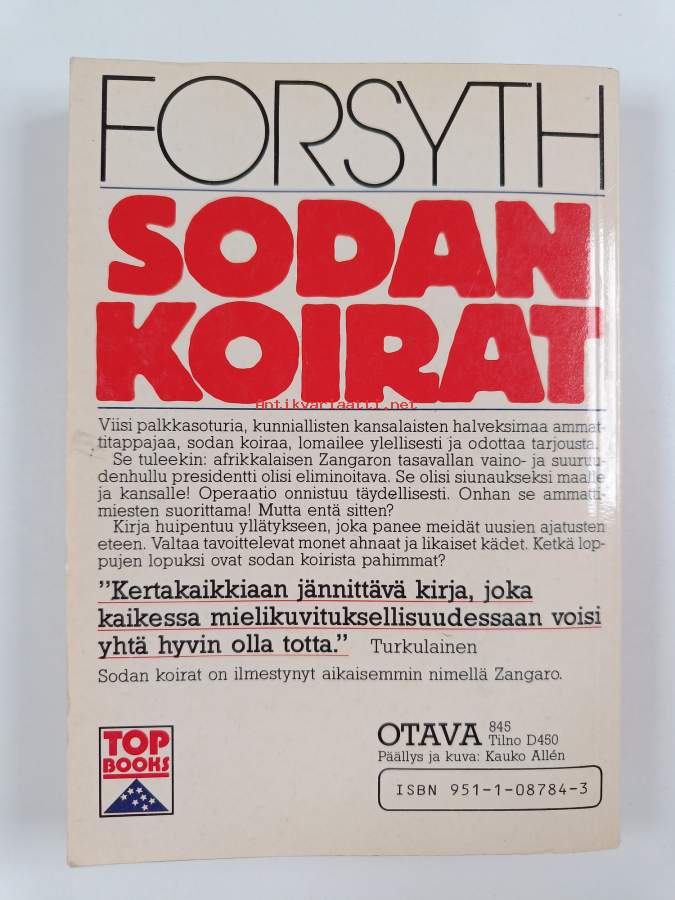 FORSYTH
SODAN
KOIRAT
Antikvariaatti.net
Viisi palkkasoturia, kunniallisten kansalaisten halveksimaa ammat-
titappajaa, sodan koiraa, lomailee ylellisesti ja odottaa tarjousta.
Se tuleekin: afrikkalaisen Zangaron tasavallan vaino- ja suuruu-
denhullu presidentti olisi eliminoitava. Se olisi siunaukseksi maalle
ja kansalle! Operaatio onnistuu täydellisesti. Onhan se ammatti-
miesten suorittama! Mutta entä sitten?
Kirja huipentuu yllätykseen, joka panee meidät uusien ajatusten
eteen. Valtaa tavoittelevat monet ahnaat ja likaiset kädet. Ketkä lop-
pujen lopuksi ovat sodan koirista pahimmat?
”Kertakaikkiaan jännittävä kirja, joka
kaikessa mielikuvituksellisuudessaan voisi
yhtä hyvin olla totta.” Turkulainen
Sodan koirat on ilmestynyt aikaisemmin nimellä Zangaro.
TOP
BOOKS
OTAVA 845
Tilno D450
Päällys ja kuva: Kauko Allén
ISBN 951-1-08784-3